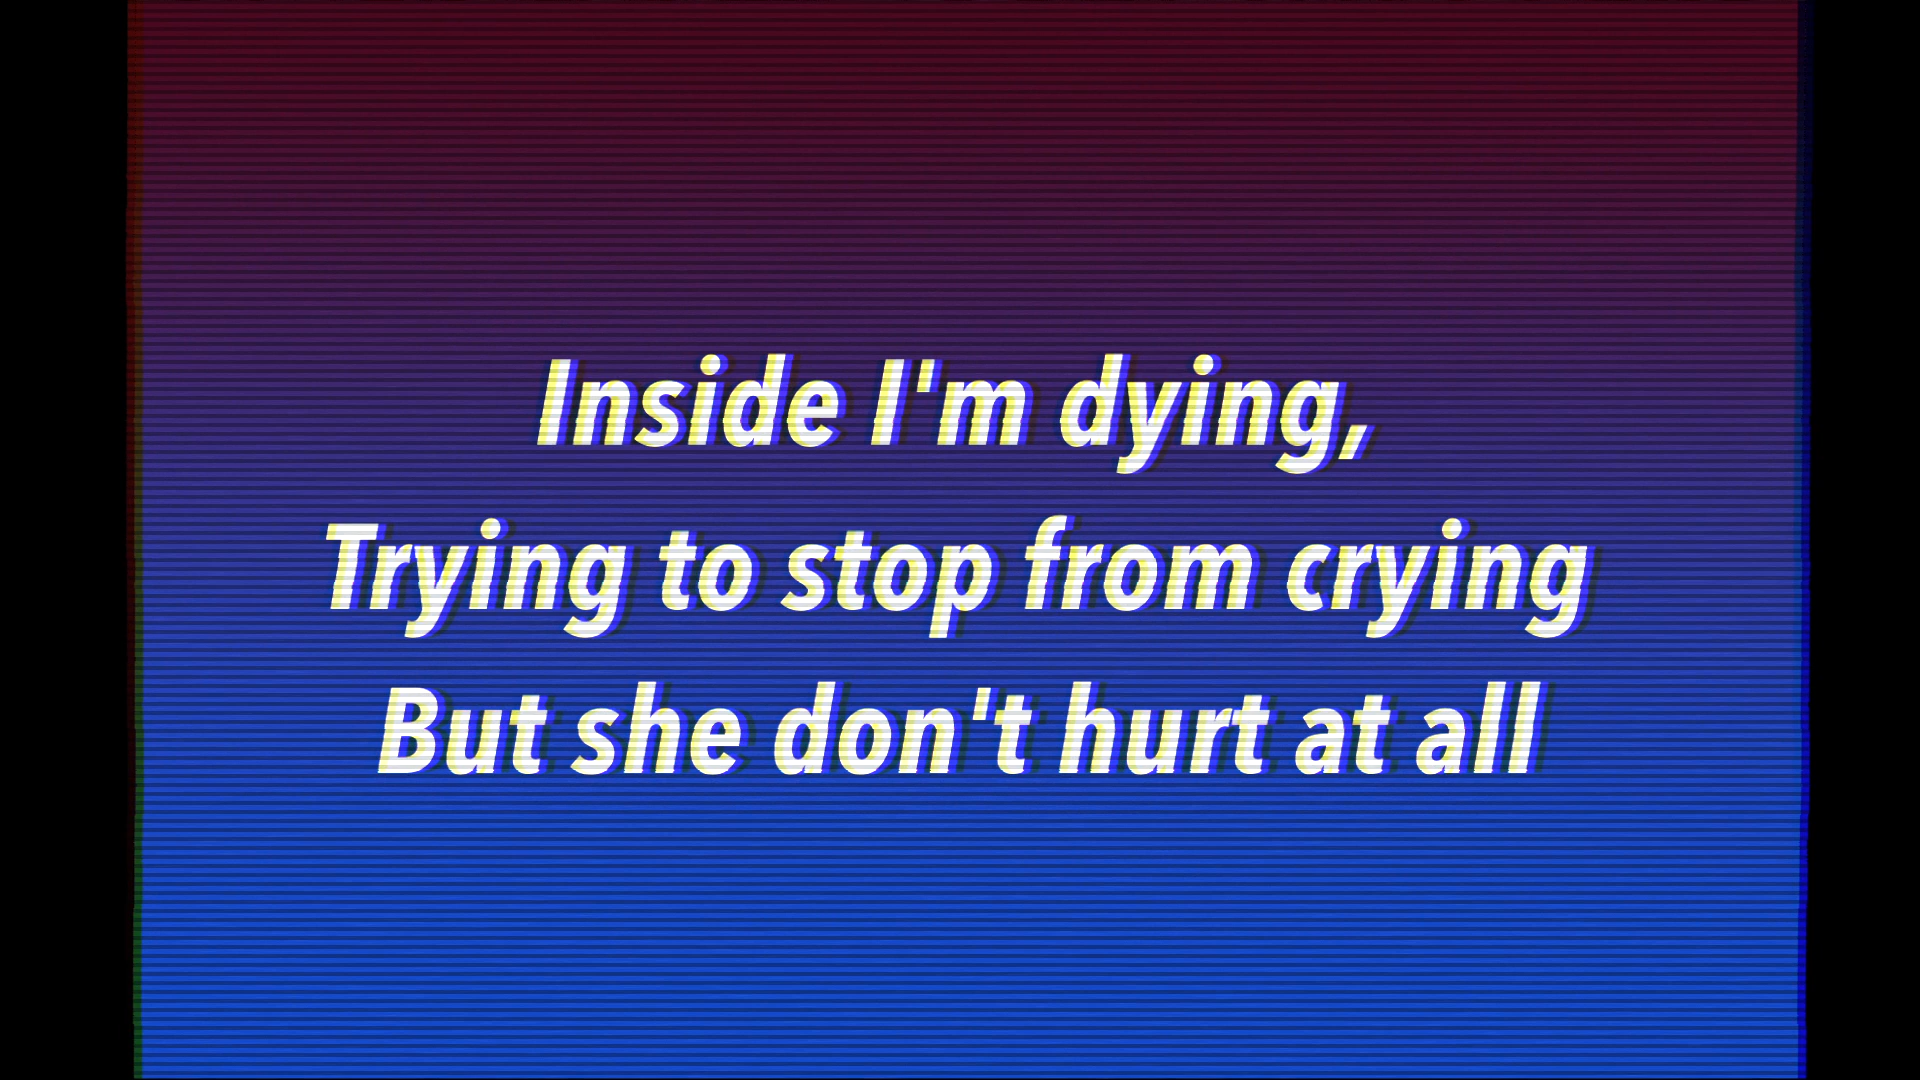 Inside I'm dying,
Trying to stop from crying
But she don't hurt at all